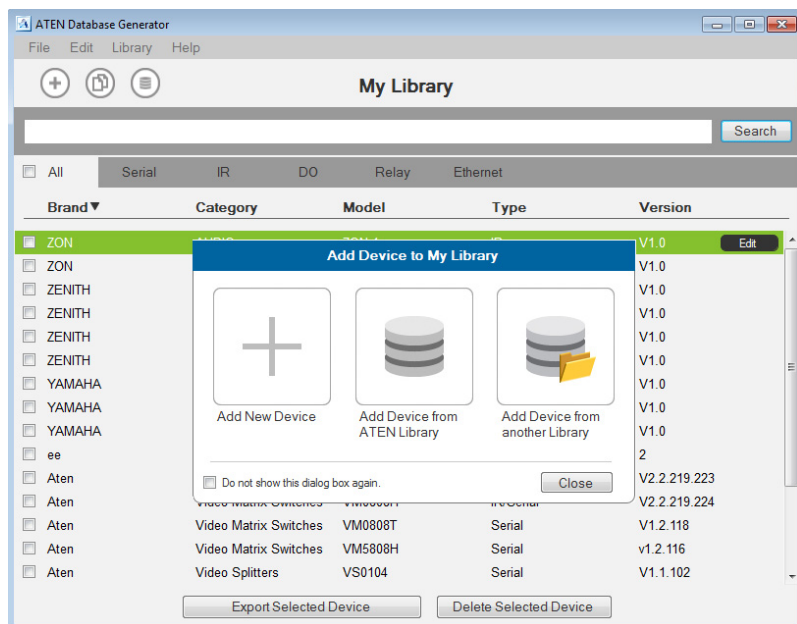 ATEN Database Generator
File Edit Library Help
My Library
Search
All Serial IR DO Relay Ethernet
Brand▼ Category Model Type Version
ZON V1.0 Edit
Add Device to My Library
ZON V1.0
ZENITH V1.0
ZENITH V1.0
ZENITH V1.0
ZENITH V1.0
YAMAHA V1.0
YAMAHA V1.0
YAMAHA V1.0
Add New Device
Add Device from
ATEN Library
Add Device from
another Library
ee 2
Aten V2.2.219.223
Do not show this dialog box again. Close
Aten Video Matrix Switches V2.2.219.224
Aten Video Matrix Switches VM0808T Serial V1.2.118
Aten Video Matrix Switches VM5808H Serial v1.2.116
Aten Video Splitters VS0104 Serial V1.1.102
Export Selected Device Delete Selected Device